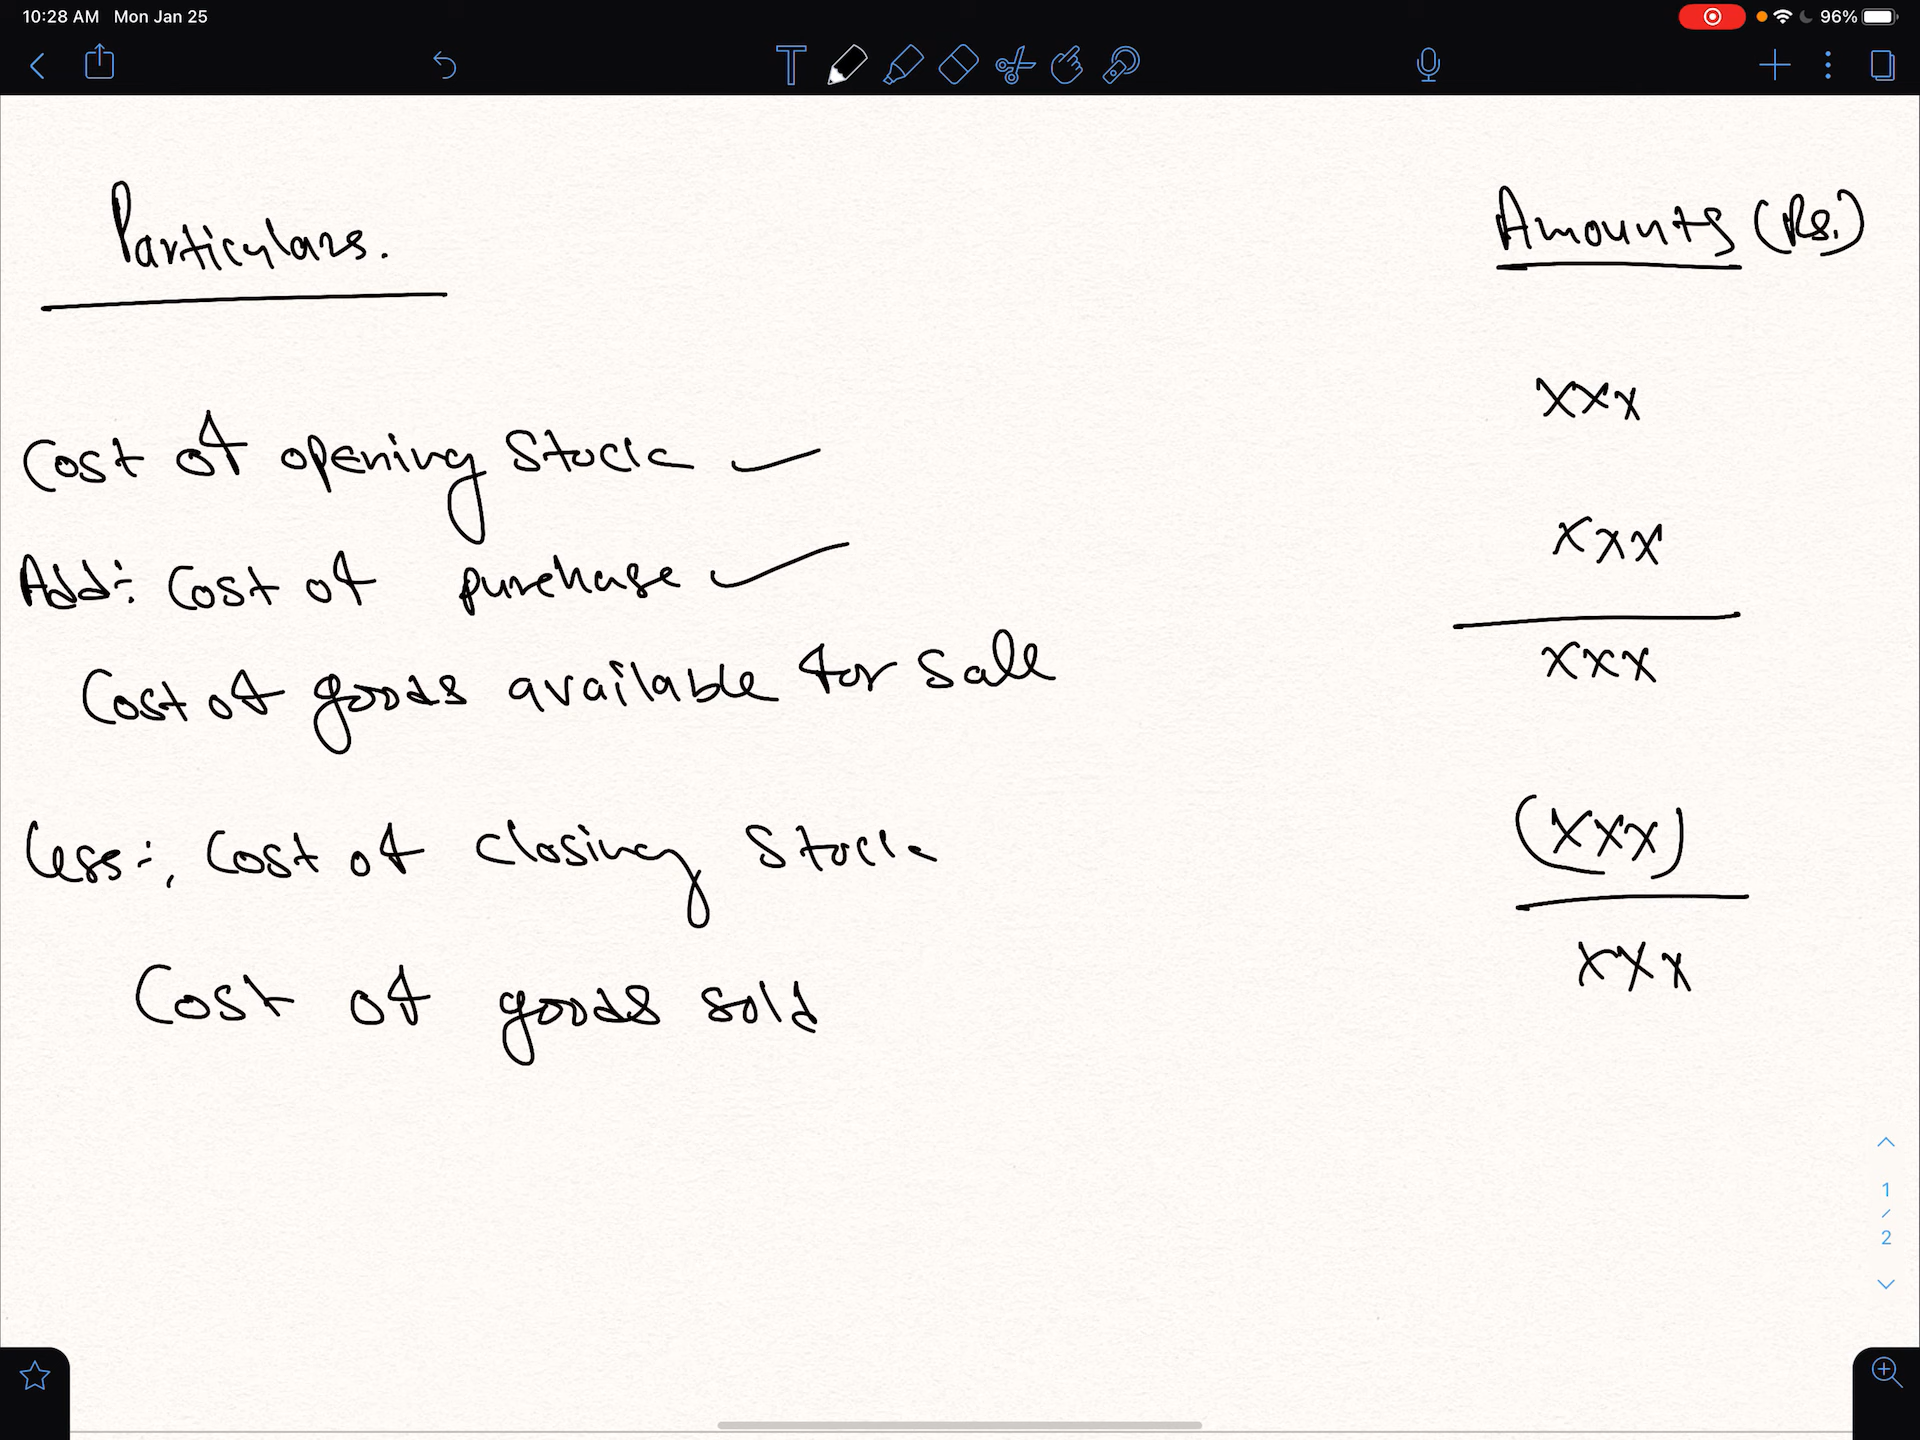 10:28 AM Mon Jan 25 96%
Particulars. Amounts (Rs.)
xxx
Cost of opening Stock
xxx
Add:- Cost of purchase
Cost of goods available for Sale xxx
Less:- Cost of closing Stock (xxx)
Cost of goods sold xxx
1
/
2